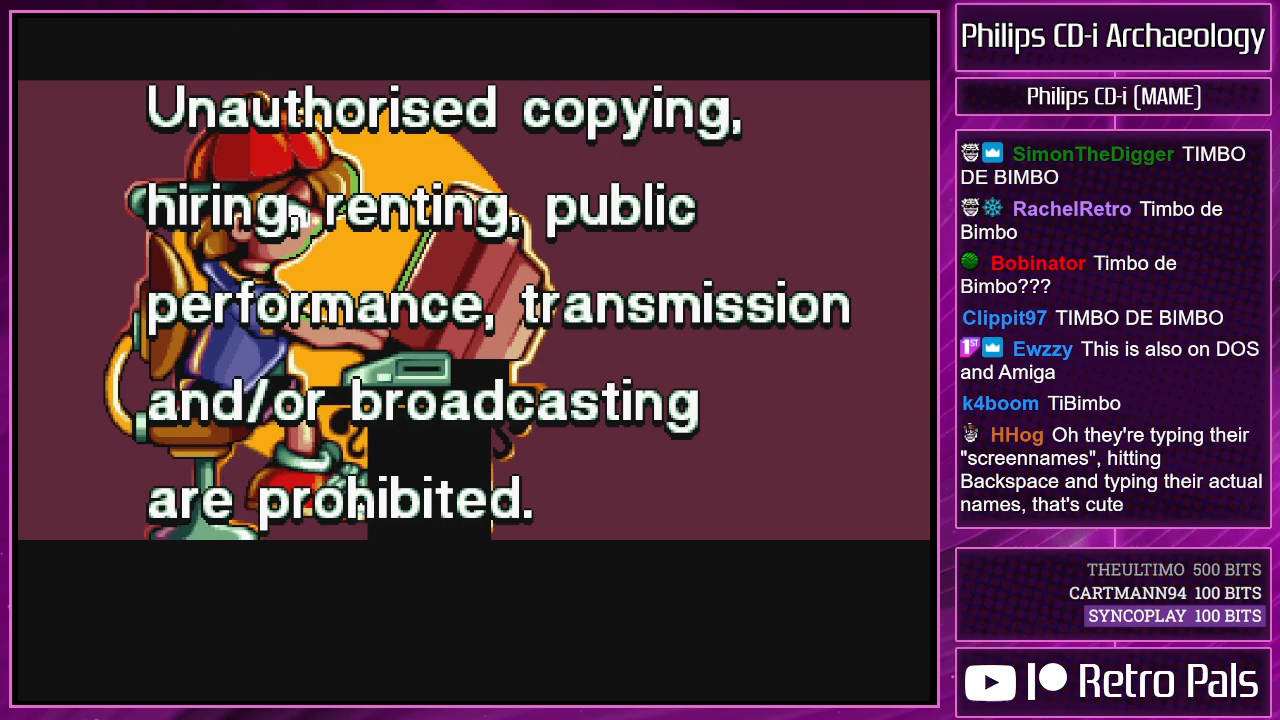 Unauthorised copying,
hiring, renting, public
performance, transmission
and/or broadcasting
are prohibited.
Philips CD-i Archaeology
Philips CD-i [MAME]
SimonTheDigger TIMBO
DE BIMBO
RachelRetro Timbo de
Bimbo
Bobinator Timbo de
Bimbo???
Clippit97 TIMBO DE BIMBO
1ST Ewzzy This is also on DOS
and Amiga
k4boom TiBimbo
HHog Oh they're typing their
"screennames", hitting
Backspace and typing their actual
names, that's cute
THEULTIMO 500 BITS
CARTMANN94 100 BITS
SYNCOPLAY 100 BITS
Retro Pals